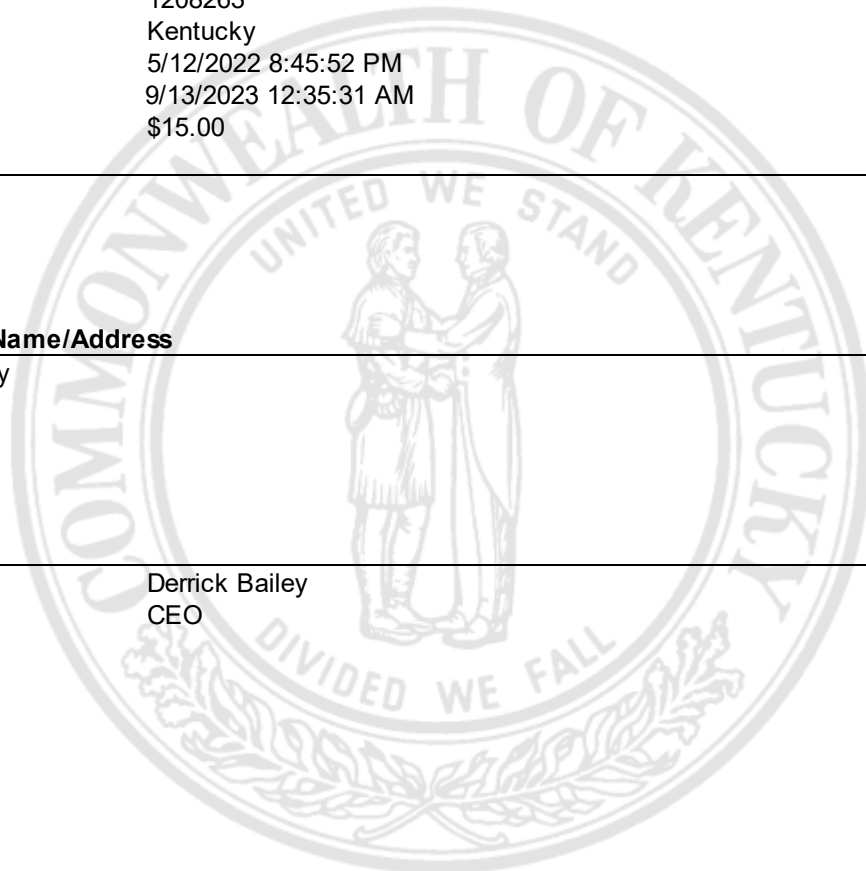 Kentucky
5/12/2022 8:45:52 PM
9/13/2023 12:35:31 AM
$15.00
COMMONWEALTH OF KENTUCKY
UNITED WE STAND
Name/Address
Derrick Bailey
CEO
DIVIDED WE FALL